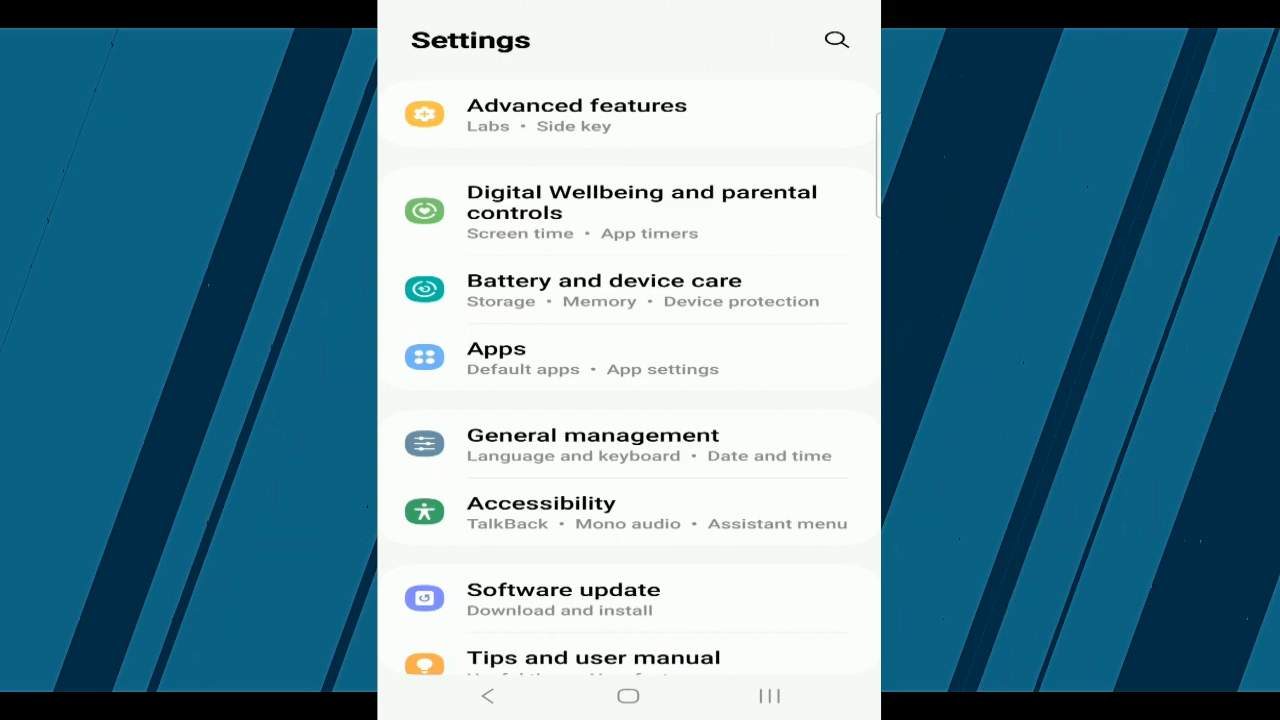 Settings
Advanced features
Labs • Side key
Digital Wellbeing and parental
controls
Screen time • App timers
Battery and device care
Storage • Memory • Device protection
Apps
Default apps • App settings
General management
Language and keyboard • Date and time
Accessibility
TalkBack • Mono audio • Assistant menu
Software update
Download and install
Tips and user manual